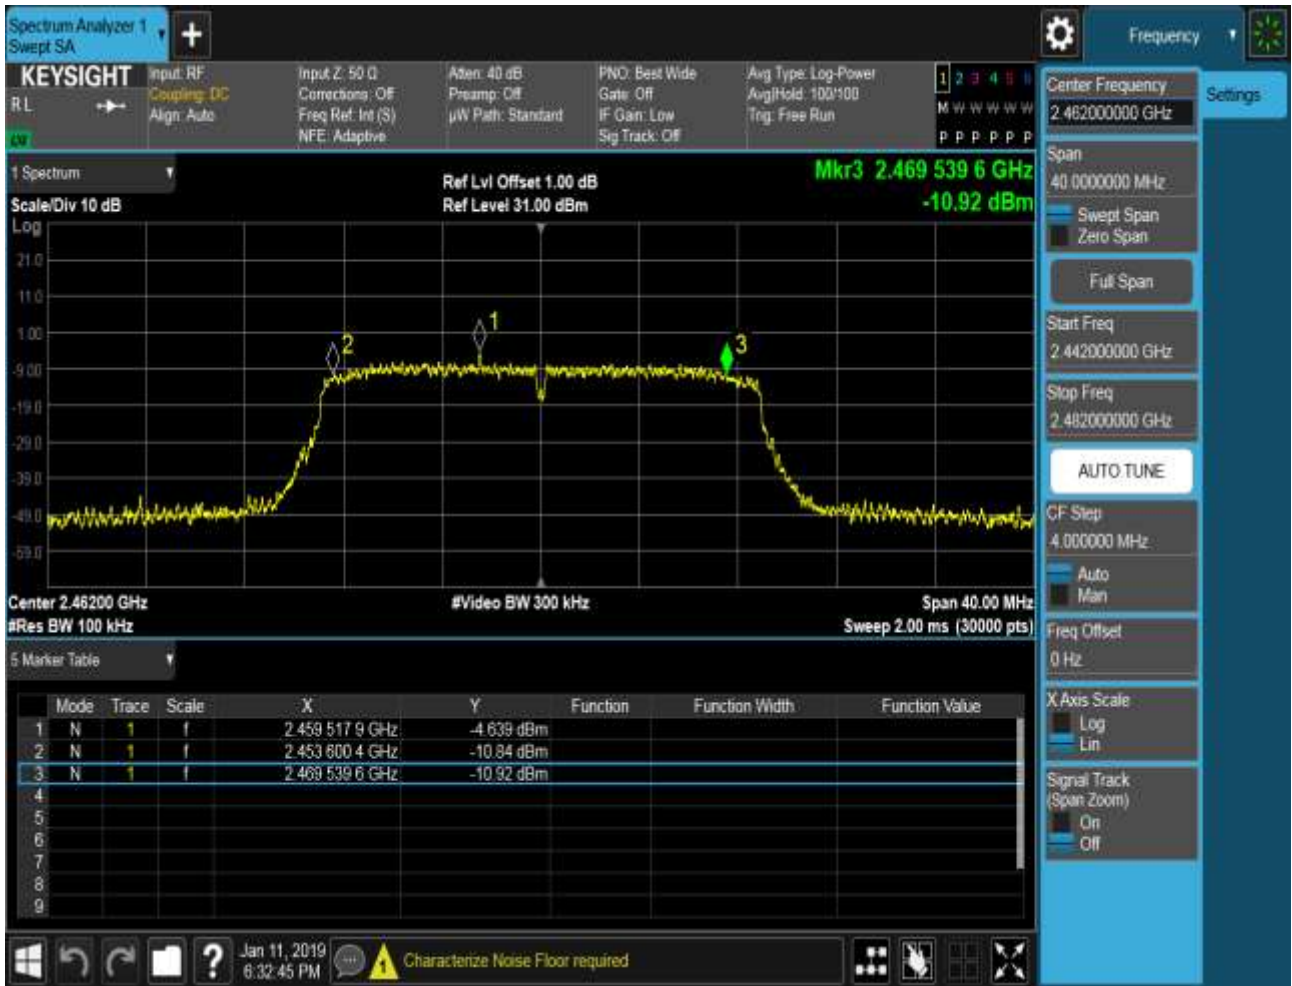 Spectrum Analyzer 1
Swept SA
Frequency
KEYSIGHT
RL
Input: RF
Coupling: DC
Align: Auto
Input Z: 50 Ω
Corrections: Off
Freq Ref: Int (S)
NFE: Adaptive
Atten: 40 dB
Preamp: Off
µW Path: Standard
PNO: Best Wide
Gate: Off
IF Gain: Low
Sig Track: Off
Avg Type: Log-Power
Avg|Hold: 100/100
Trig: Free Run
1 2 3 4 5 6
M W W W W W
P P P P P P
1 Spectrum
Scale/Div 10 dB
Ref Lvl Offset 1.00 dB
Ref Level 31.00 dBm
Mkr3 2.469 539 6 GHz
-10.92 dBm
Log
21.0
11.0
1.00
-9.00
-19.0
-29.0
-39.0
-49.0
-59.0
1
2
3
Center 2.46200 GHz
#Video BW 300 kHz
Span 40.00 MHz
#Res BW 100 kHz
Sweep 2.00 ms (30000 pts)
5 Marker Table
Mode Trace Scale X Y Function Function Width Function Value
1 N 1 f 2.459 517 9 GHz -4.639 dBm
2 N 1 f 2.453 600 4 GHz -10.84 dBm
3 N 1 f 2.469 539 6 GHz -10.92 dBm
4
5
6
7
8
9
Jan 11, 2019
6:32:45 PM
?
1
Characterize Noise Floor required
Settings
Center Frequency
2.462000000 GHz
Span
40.0000000 MHz
Swept Span
Zero Span
Full Span
Start Freq
2.442000000 GHz
Stop Freq
2.482000000 GHz
AUTO TUNE
CF Step
4.000000 MHz
Auto
Man
Freq Offset
0 Hz
X Axis Scale
Log
Lin
Signal Track
(Span Zoom)
On
Off